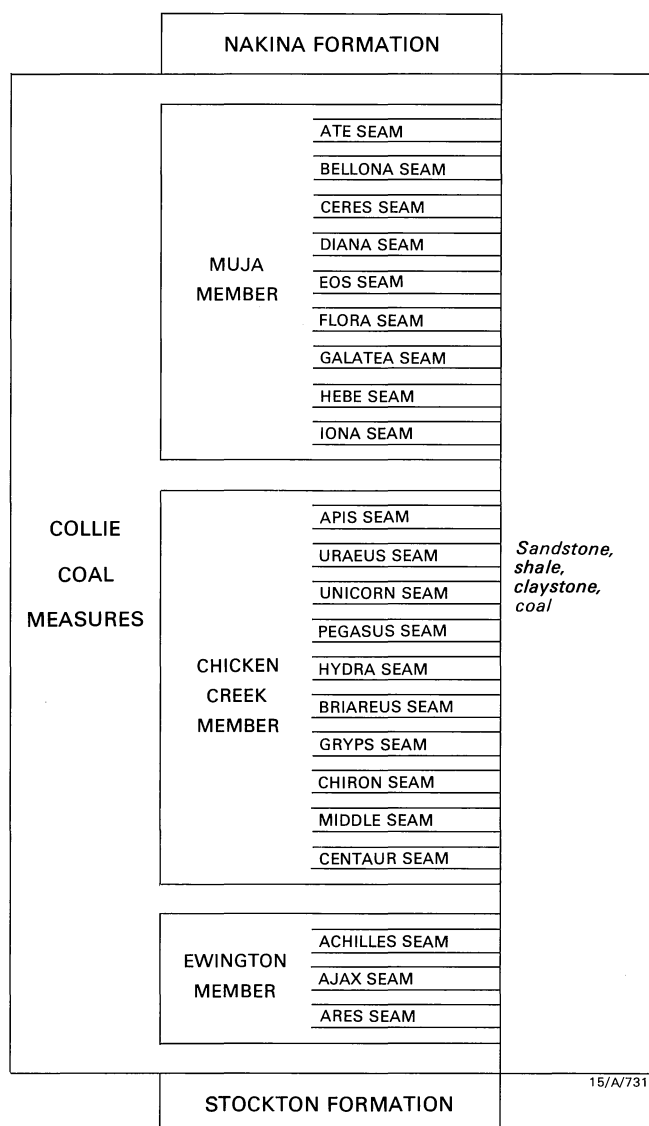 NAKINA FORMATION
ATE SEAM
BELLONA SEAM
CERES SEAM
DIANA SEAM
MUJA
MEMBER
EOS SEAM
FLORA SEAM
GALATEA SEAM
HEBE SEAM
IONA SEAM
COLLIE
COAL
MEASURES
APIS SEAM
URAEUS SEAM
UNICORN SEAM
PEGASUS SEAM
CHICKEN
CREEK
MEMBER
HYDRA SEAM
BRIAREUS SEAM
GRYPS SEAM
CHIRON SEAM
MIDDLE SEAM
CENTAUR SEAM
Sandstone,
shale,
claystone,
coal
EWINGTON
MEMBER
ACHILLES SEAM
AJAX SEAM
ARES SEAM
15/A/731
STOCKTON FORMATION